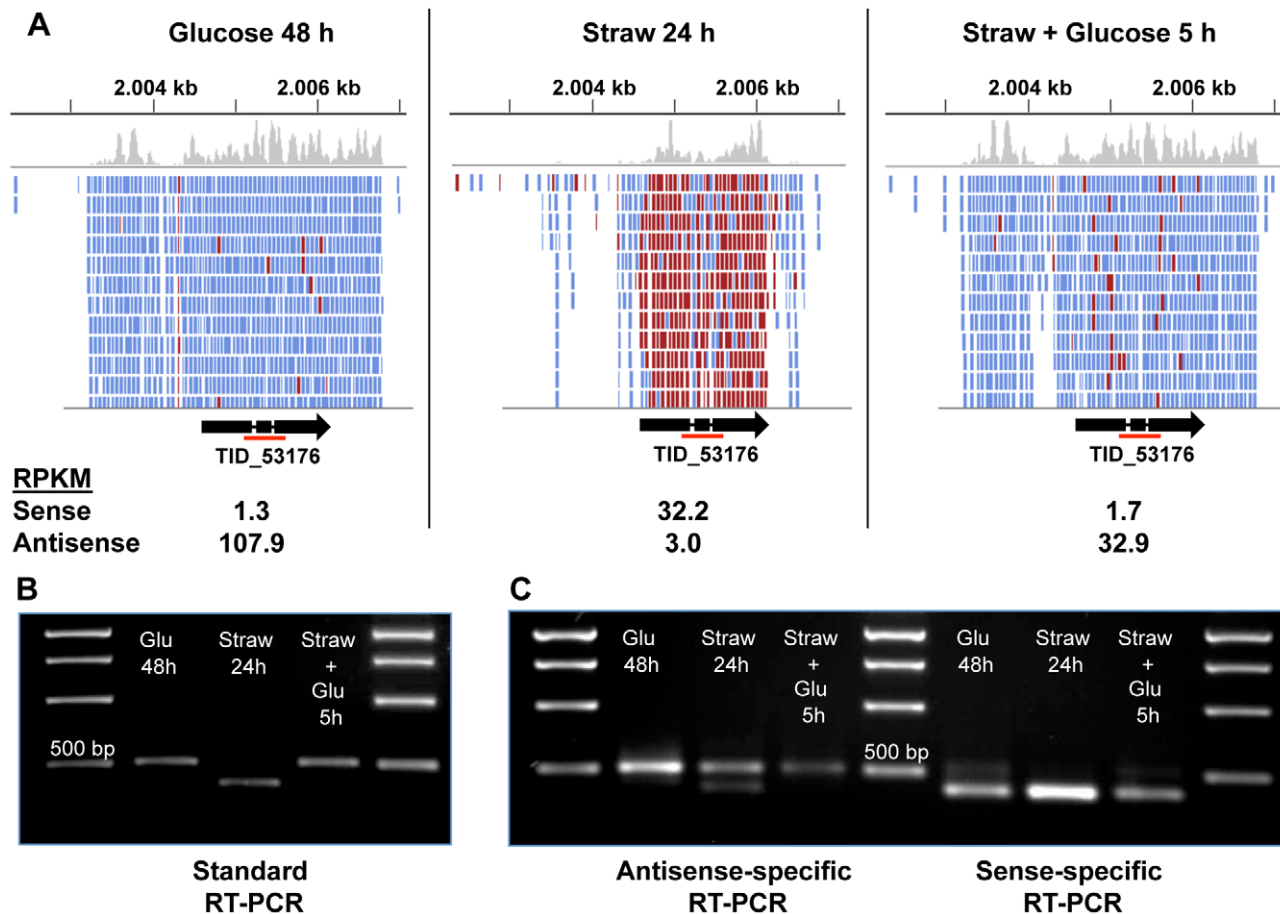 A
Glucose 48 h
Straw 24 h
Straw + Glucose 5 h
2.004 kb 2.006 kb
2.004 kb 2.006 kb
2.004 kb 2.006 kb
TID_53176
TID_53176
TID_53176
RPKM
Sense 1.3 32.2 1.7
Antisense 107.9 3.0 32.9
B
Glu 48h
Straw 24h
Straw + Glu 5h
500 bp
Standard
RT-PCR
C
Glu 48h
Straw 24h
Straw + Glu 5h
500 bp
Glu 48h
Straw 24h
Straw + Glu 5h
Antisense-specific
RT-PCR
Sense-specific
RT-PCR